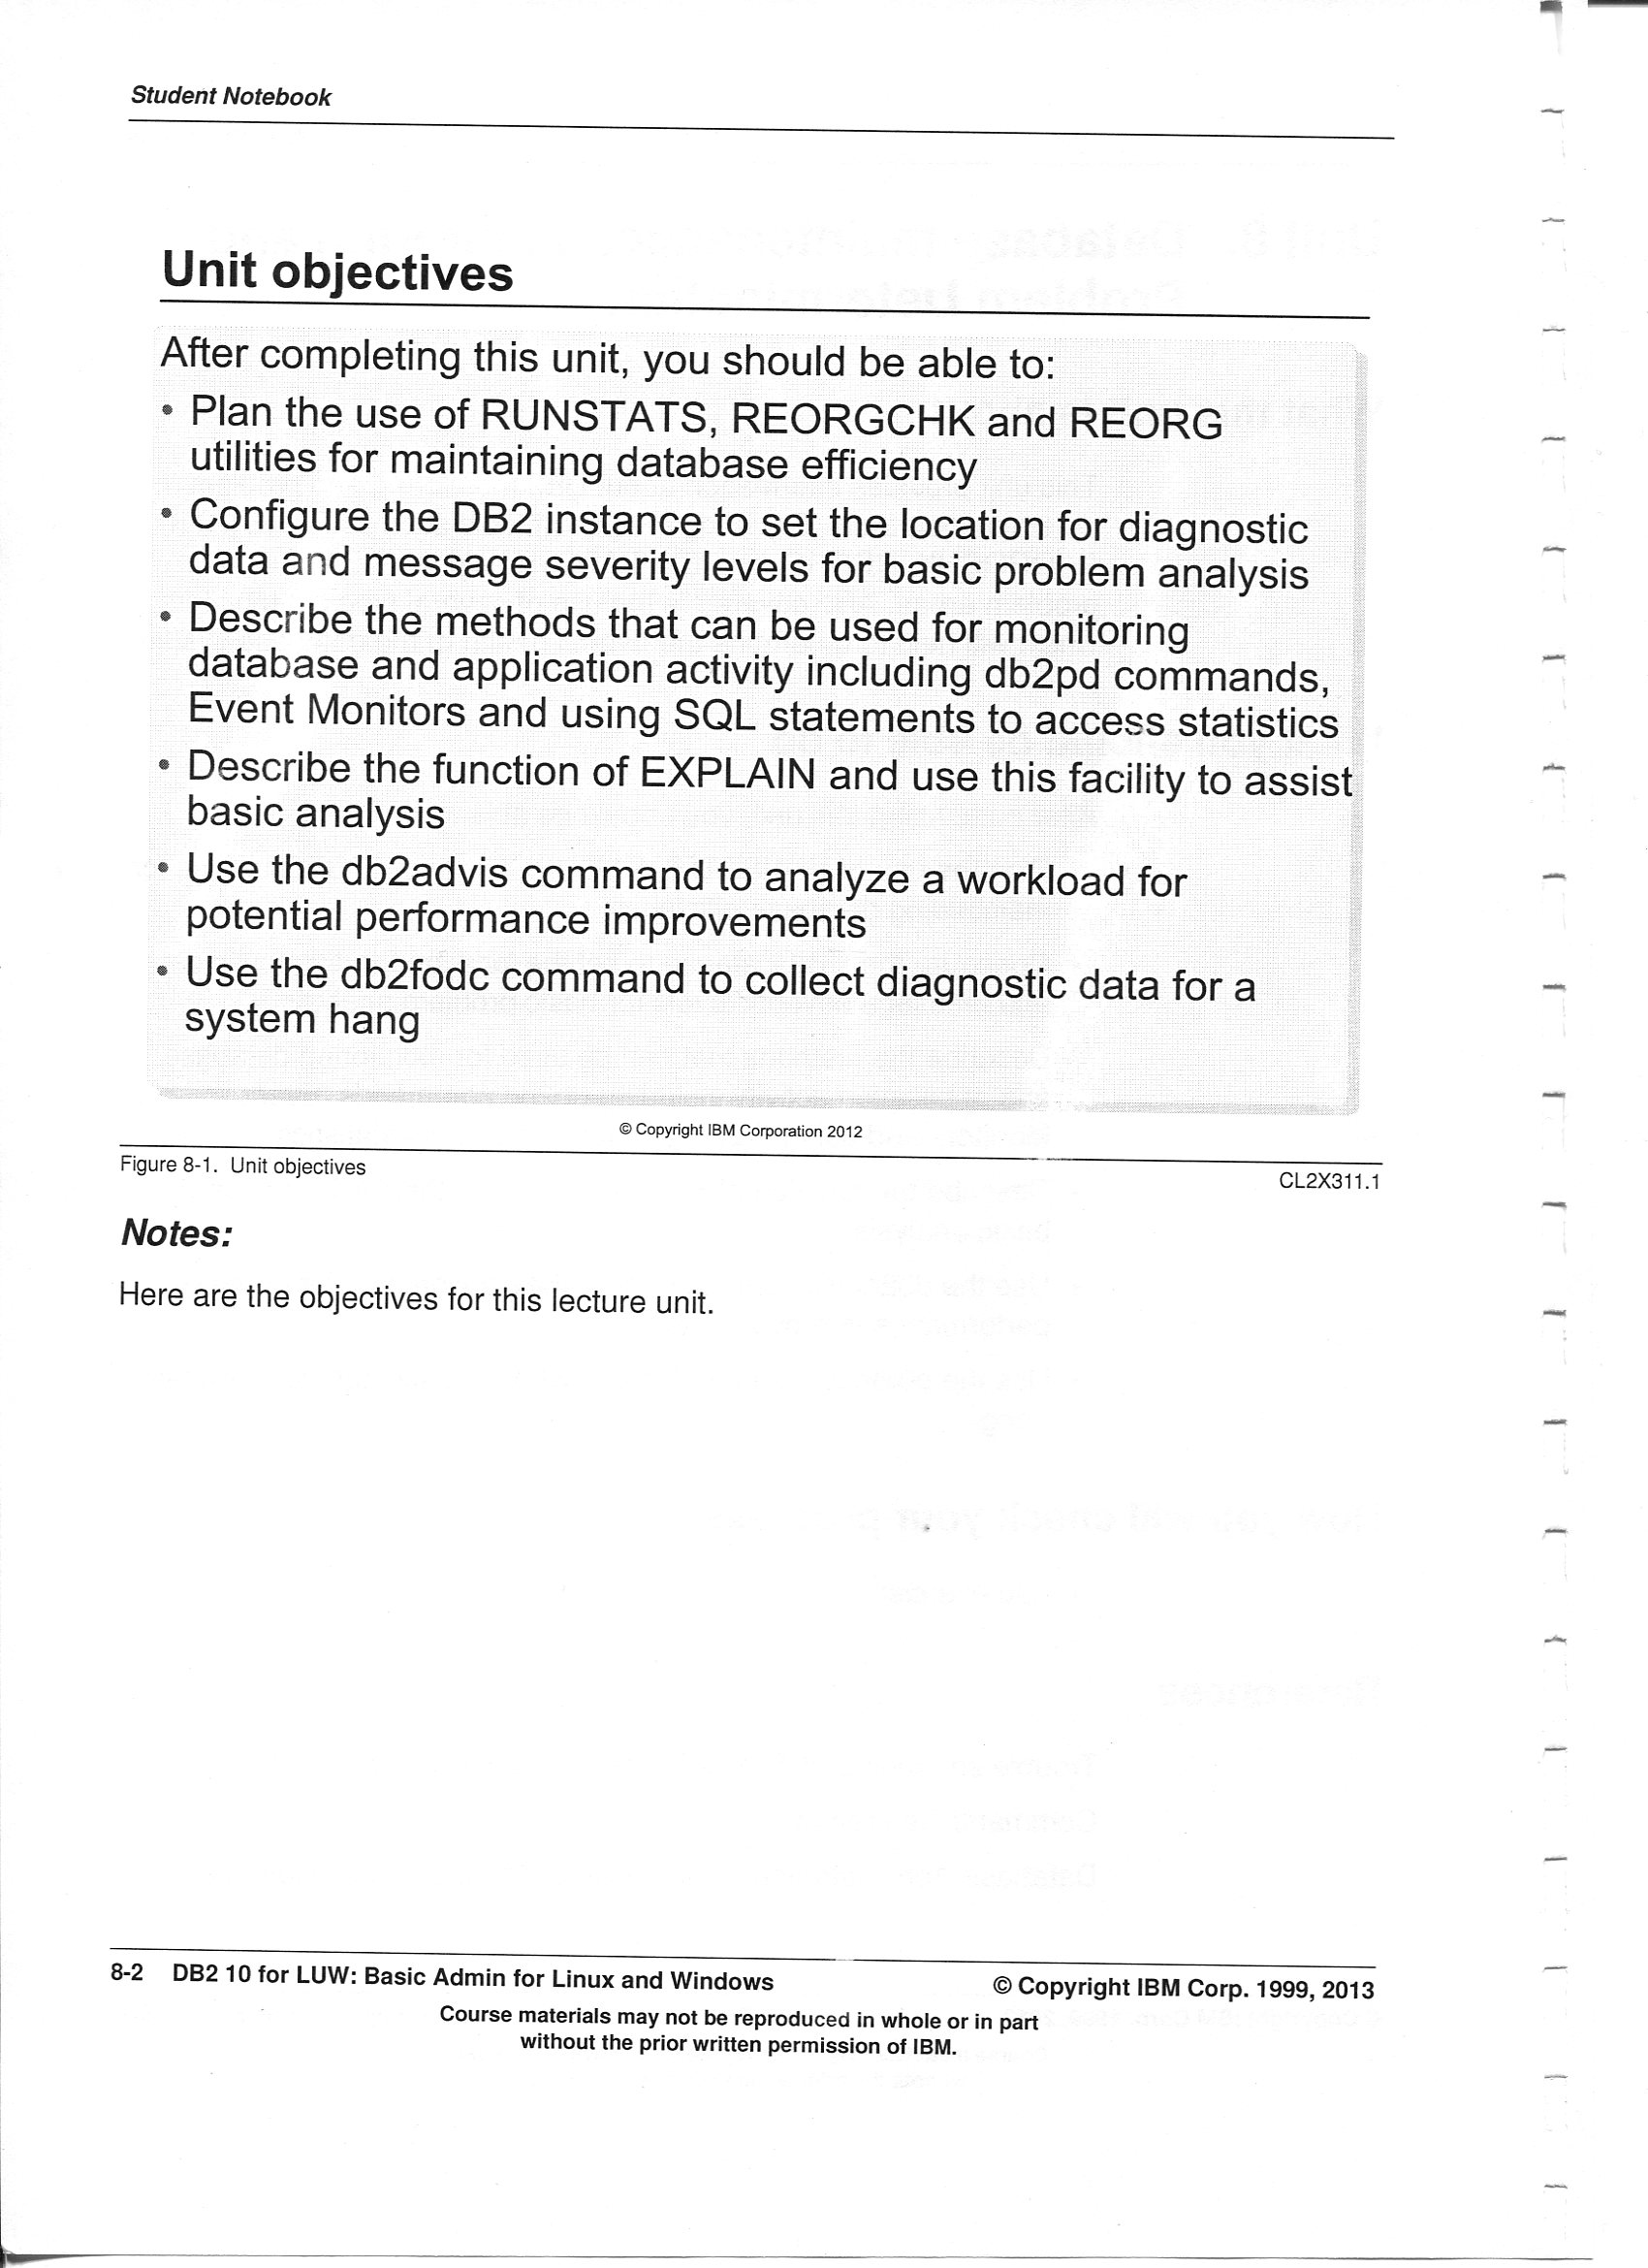 Student Notebook
Unit objectives
After completing this unit, you should be able to:
• Plan the use of RUNSTATS, REORGCHK and REORG
utilities for maintaining database efficiency
• Configure the DB2 instance to set the location for diagnostic
data and message severity levels for basic problem analysis
• Describe the methods that can be used for monitoring
database and application activity including db2pd commands,
Event Monitors and using SQL statements to access statistics
• Describe the function of EXPLAIN and use this facility to assist
basic analysis
• Use the db2advis command to analyze a workload for
potential performance improvements
• Use the db2fodc command to collect diagnostic data for a
system hang
© Copyright IBM Corporation 2012
Figure 8-1. Unit objectives
CL2X311.1
Notes:
Here are the objectives for this lecture unit.
8-2 DB2 10 for LUW: Basic Admin for Linux and Windows
© Copyright IBM Corp. 1999, 2013
Course materials may not be reproduced in whole or in part
without the prior written permission of IBM.